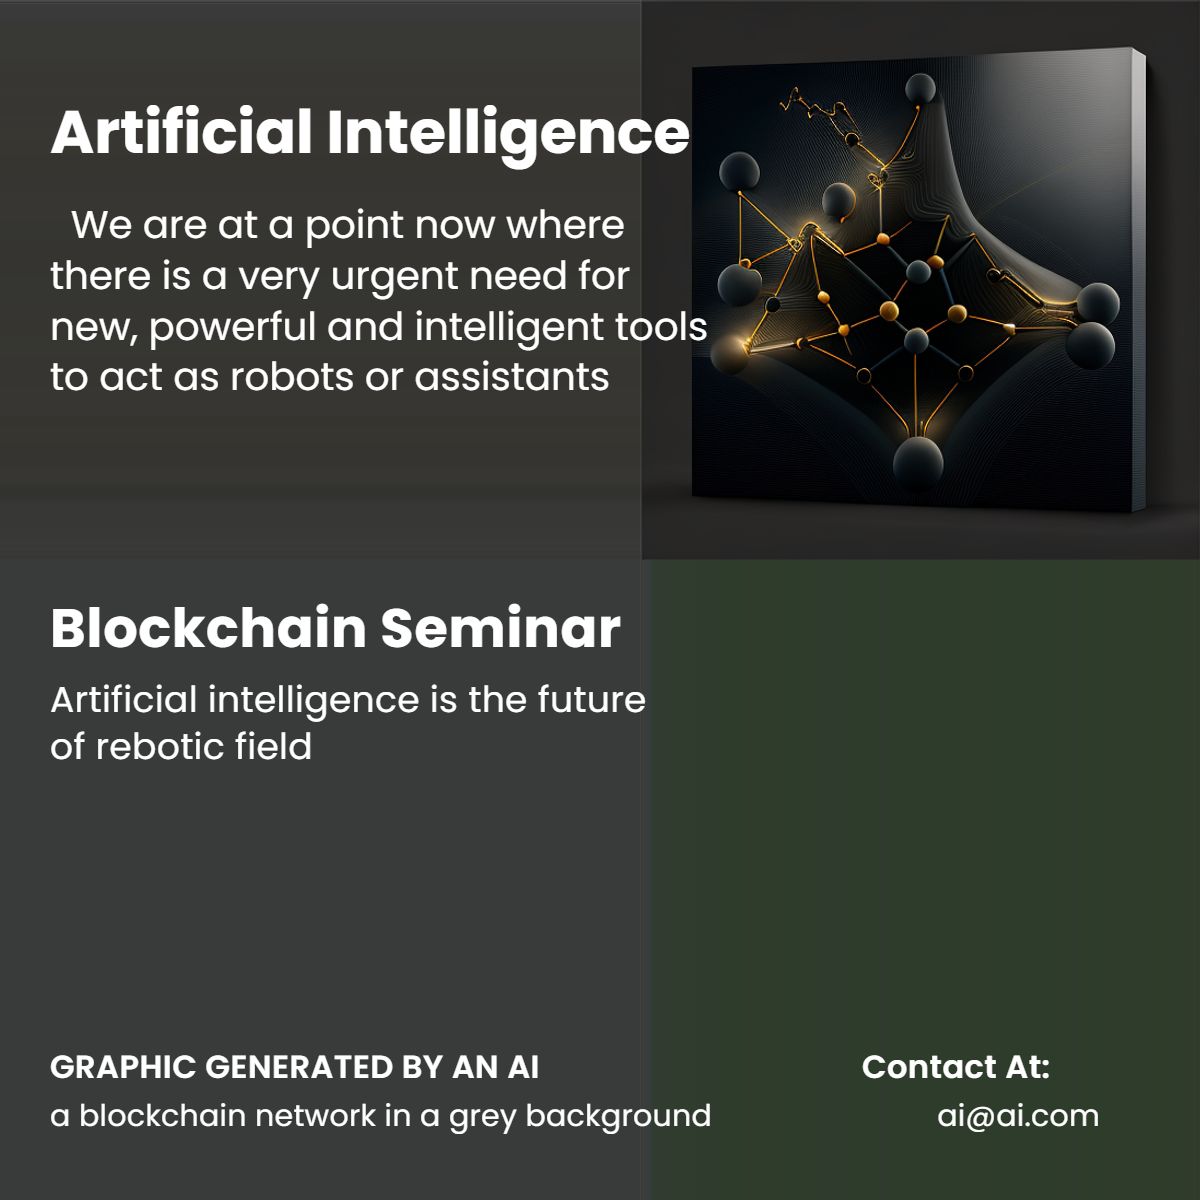 Artificial Intelligence
We are at a point now where
there is a very urgent need for
new, powerful and intelligent tools
to act as robots or assistants
Blockchain Seminar
Artificial intelligence is the future
of rebotic field
GRAPHIC GENERATED BY AN AI
a blockchain network in a grey background
Contact At:
ai@ai.com